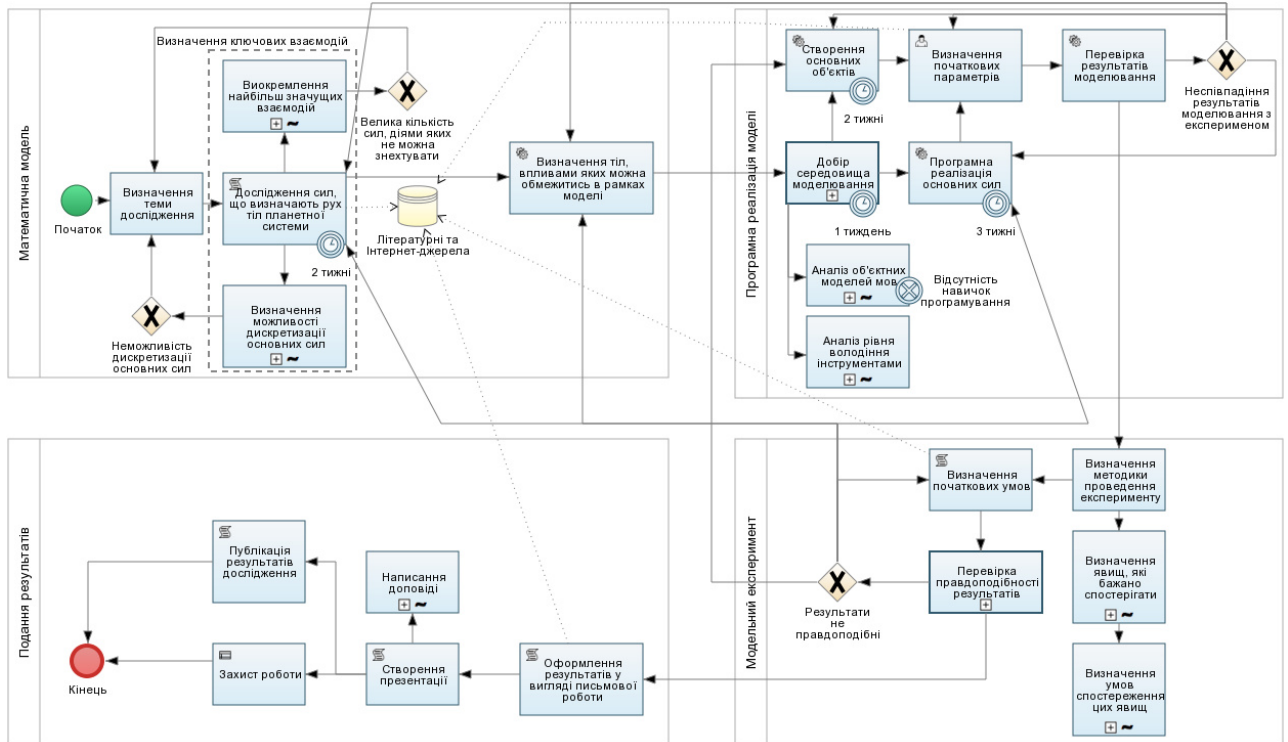 Математична модель
Визначення ключових взаємодій
Виокремлення
найбільш значущих
взаємодій
Велика кількість
сил, діями яких
не можна
знехтувати
Початок
Визначення
теми
дослідження
Дослідження сил,
що визначають рух
тіл планетної
системи
2 тижні
Літературні та
Інтернет-джерела
Визначення тіл,
впливами яких можна
обмежитись в рамках
моделі
Неможливість
дискретизації
основних сил
Визначення
можливості
дискретизації
основних сил
Програмна реалізація моделі
Створення
основних
об'єктів
2 тижні
Визначення
початкових
параметрів
Перевірка
результатів
моделювання
Неспівпадіння
результатів
моделювання з
експерименом
Добір
середовища
моделювання
1 тиждень
Програмна
реалізація
основних сил
3 тижні
Аналіз об'єктних
моделей мов
Відсутність
навичок
програмування
Аналіз рівня
володіння
інструментами
Подання результатів
Публікація
результатів
дослідження
Написання
доповіді
Кінець
Захист роботи
Створення
презентації
Оформлення
результатів у
вигляді письмової
роботи
Модельний експеримент
Визначення
початкових умов
Визначення
методики
проведення
експерименту
Результати
не
правдоподібні
Перевірка
правдоподібності
результатів
Визначення
явищ, які
бажано
спостерігати
Визначення
умов
спостереження
цих явищ